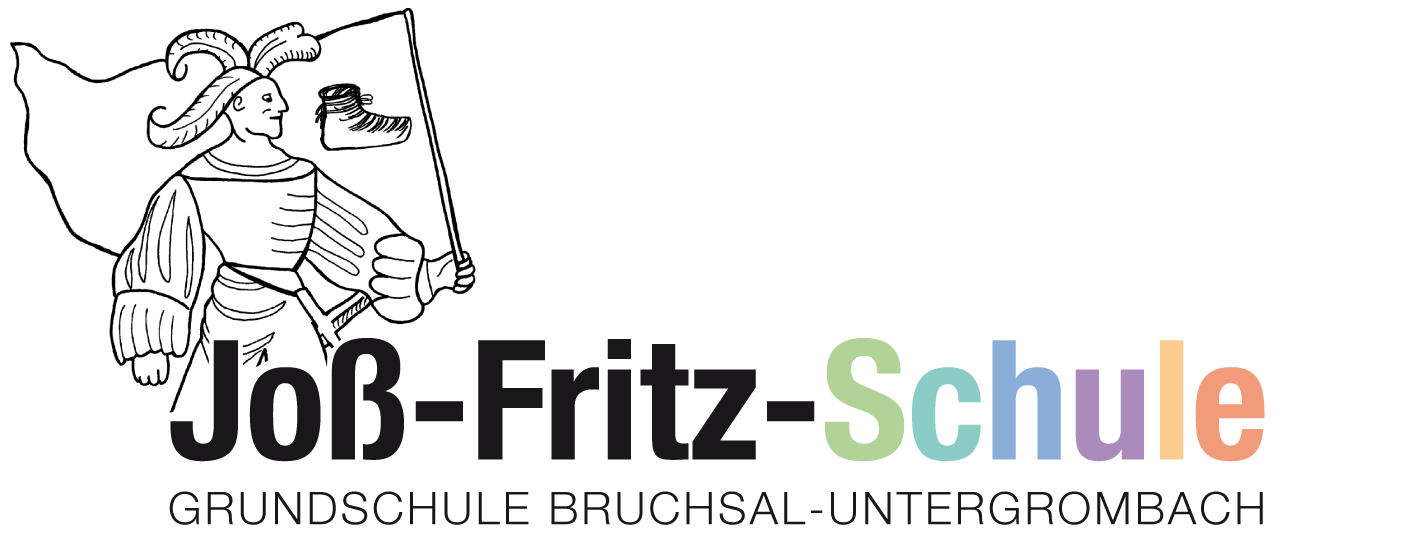 Joß-Fritz-Schule
GRUNDSCHULE BRUCHSAL-UNTERGROMBACH